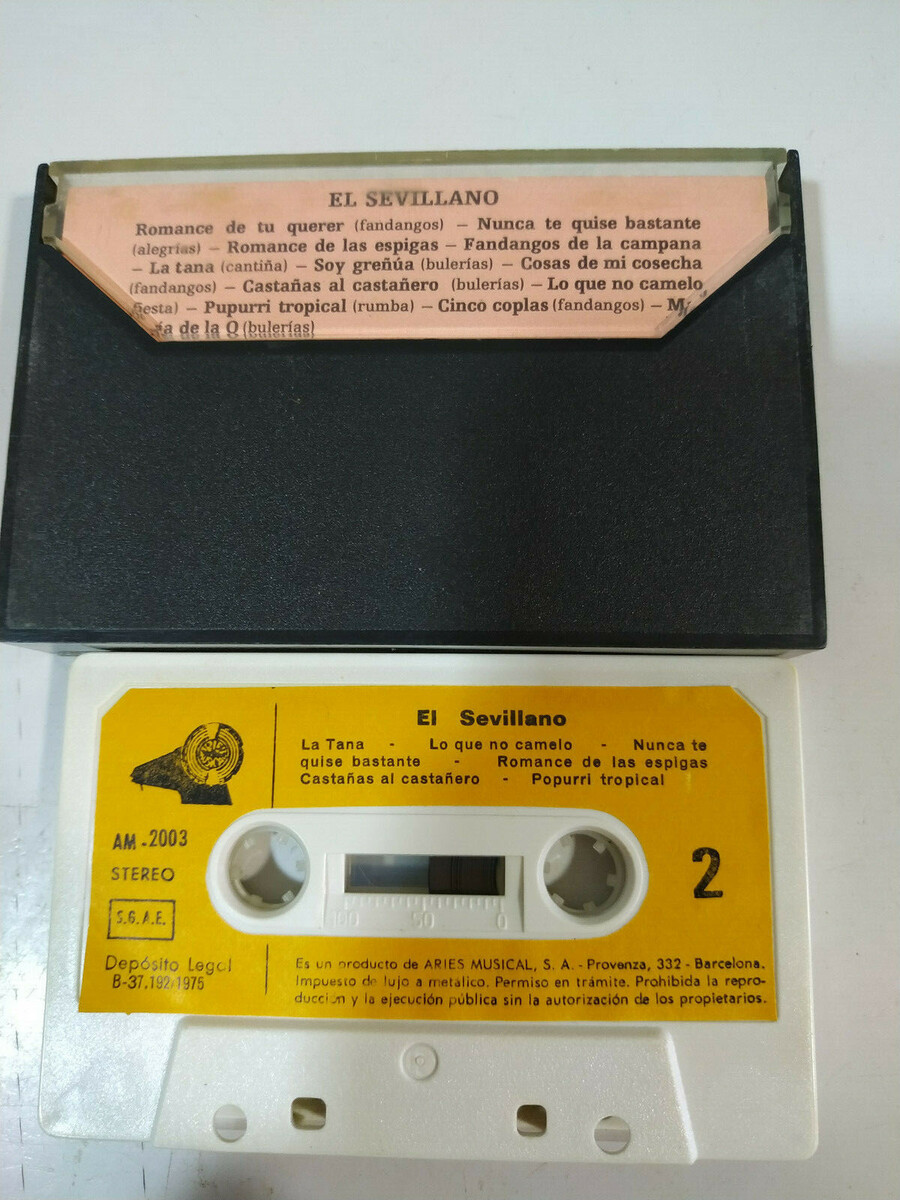 EL SEVILLANO
Romance de tu querer (fandangos) — Nunca te quise bastante
(alegrías) — Romance de las espigas — Fandangos de la campana
— La tana (cantiña) — Soy greñúa (bulerías) — Cosas de mi cosecha
(fandangos) — Castañas al castañero (bulerías) — Lo que no camelo
— Pupurri tropical (rumba) — Cinco coplas (fandangos) —
de la O (bulerías)
El Sevillano
La Tana - Lo que no camelo - Nunca te
quise bastante - Romance de las espigas
Castañas al castañero - Popurri tropical
AM-2003
STEREO
S.G.A.E.
Depósito Legal
B-37.192/1975
2
100 50 0
Es un producto de ARIES MUSICAL, S. A. - Provenza, 332 - Barcelona.
Impuesto de lujo a metálico. Permiso en trámite. Prohibida la repro-
ducción y la ejecución pública sin la autorización de los propietarios.